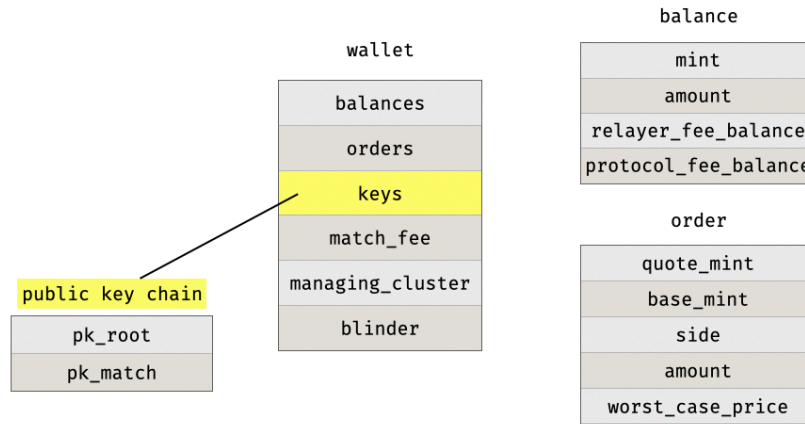 wallet
balances
orders
keys
match_fee
managing_cluster
blinder
public key chain
pk_root
pk_match
balance
mint
amount
relayer_fee_balance
protocol_fee_balance
order
quote_mint
base_mint
side
amount
worst_case_price